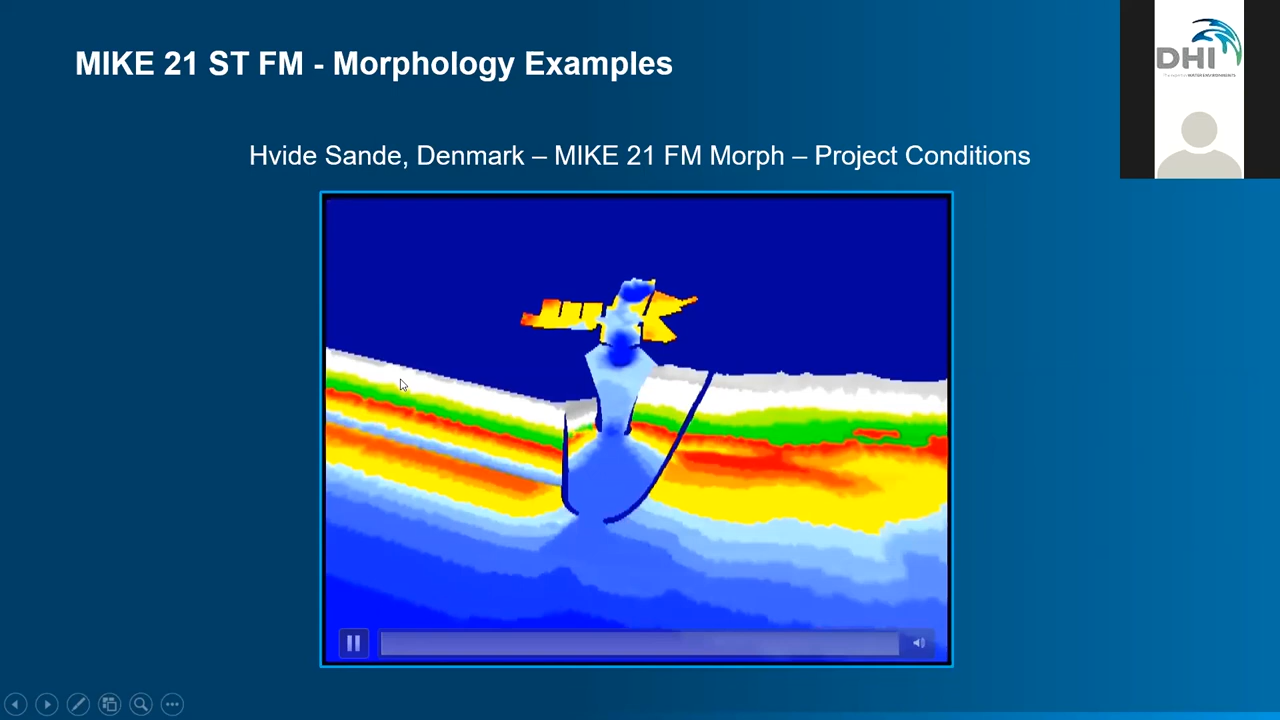 MIKE 21 ST FM - Morphology Examples
DHI
Hvide Sande, Denmark – MIKE 21 FM Morph – Project Conditions